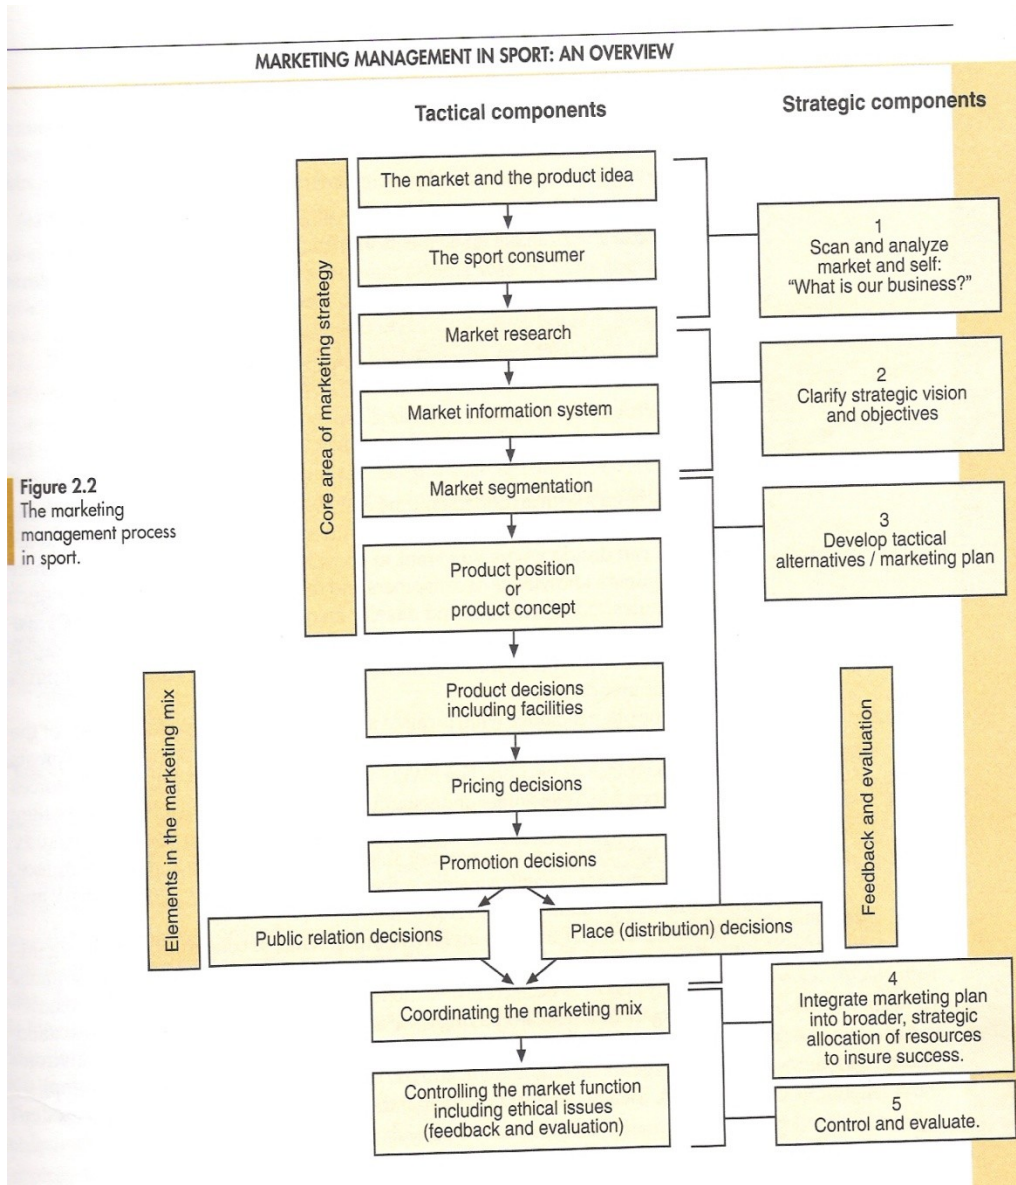 MARKETING MANAGEMENT IN SPORT: AN OVERVIEW
Tactical components
Strategic components
Core area of marketing strategy
The market and the product idea
The sport consumer
Market research
Market information system
Market segmentation
Product position
or
product concept
1
Scan and analyze
market and self:
“What is our business?”
2
Clarify strategic vision
and objectives
3
Develop tactical
alternatives / marketing plan
Figure 2.2
The marketing
management process
in sport.
Elements in the marketing mix
Product decisions
including facilities
Pricing decisions
Promotion decisions
Public relation decisions
Place (distribution) decisions
Feedback and evaluation
Coordinating the marketing mix
Controlling the market function
including ethical issues
(feedback and evaluation)
4
Integrate marketing plan
into broader, strategic
allocation of resources
to insure success.
5
Control and evaluate.